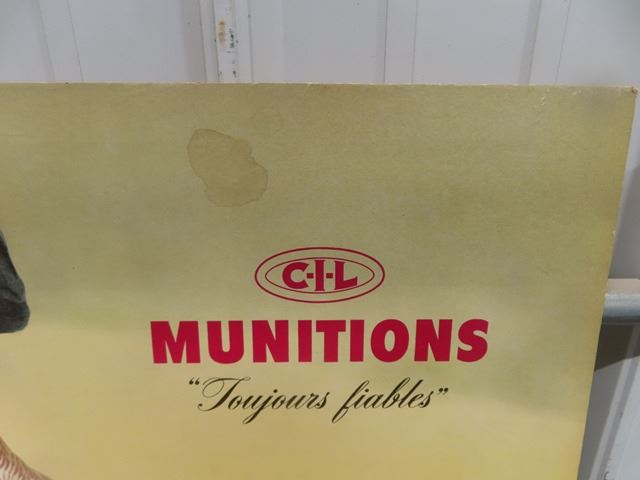 C-I-L
MUNITIONS
“Toujours fiables”